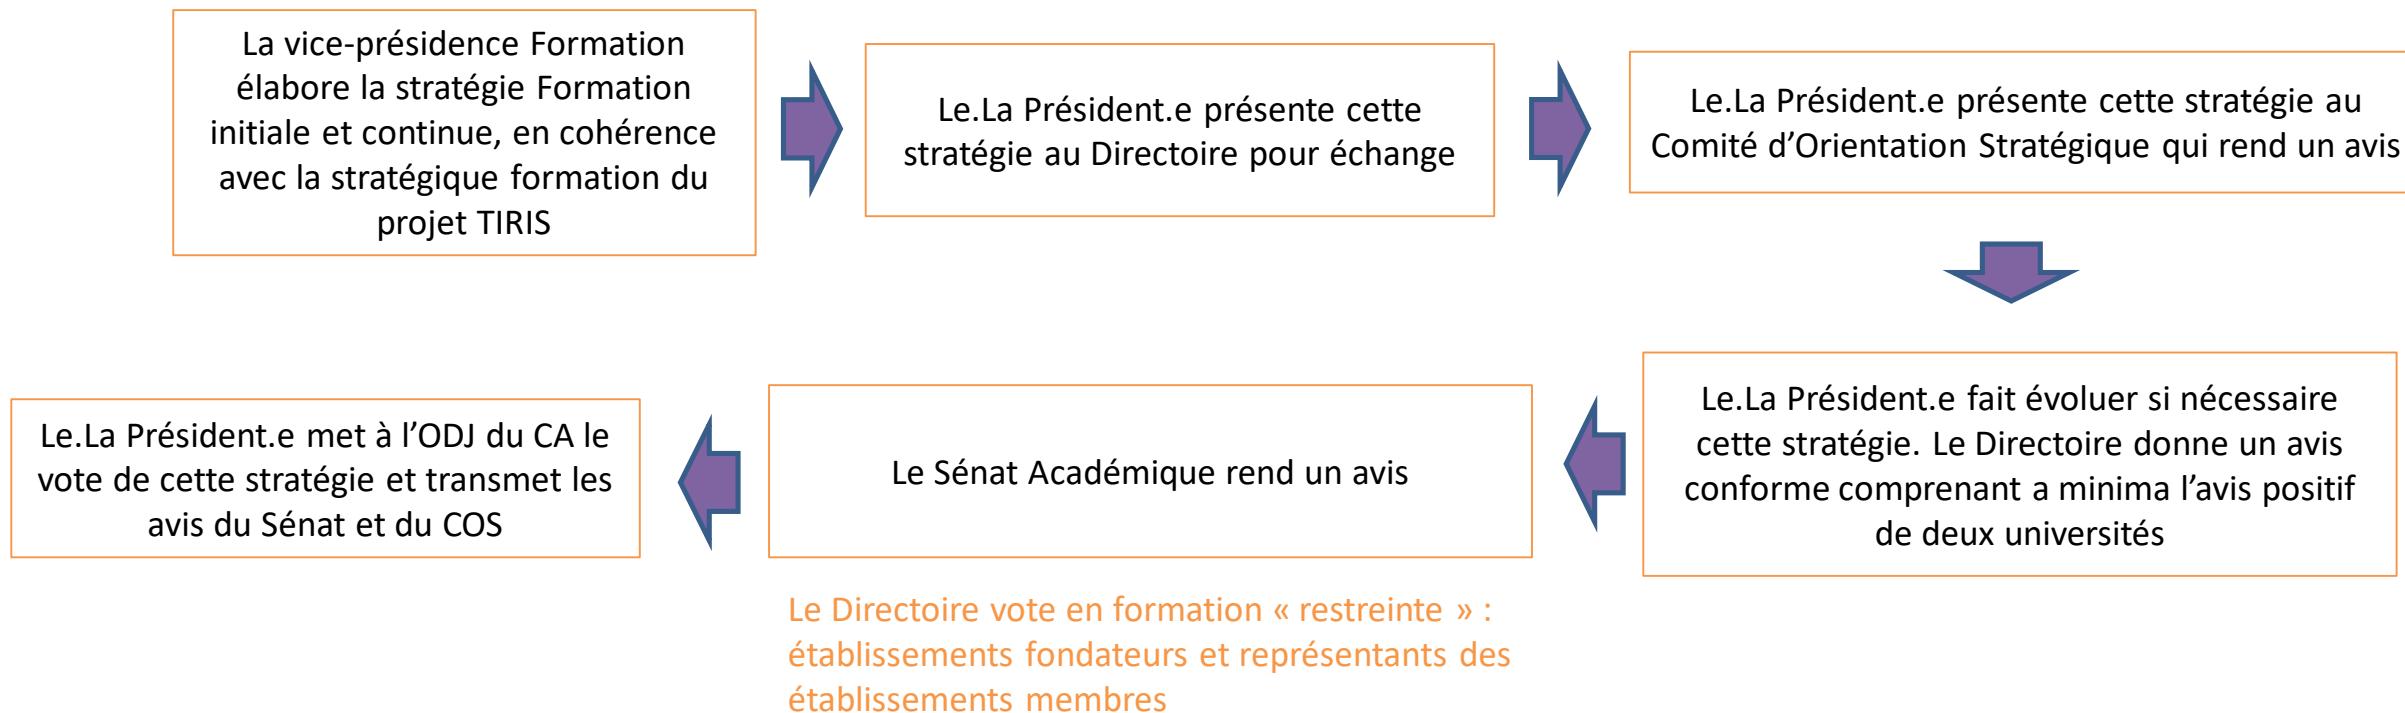 La vice-présidence Formation
élabore la stratégie Formation
initiale et continue, en cohérence
avec la stratégique formation du
projet TIRIS
Le.La Président.e présente cette
stratégie au Directoire pour échange
Le.La Président.e présente cette stratégie au
Comité d’Orientation Stratégique qui rend un avis
Le.La Président.e fait évoluer si nécessaire
cette stratégie. Le Directoire donne un avis
conforme comprenant a minima l’avis positif
de deux universités
Le Sénat Académique rend un avis
Le.La Président.e met à l’ODJ du CA le
vote de cette stratégie et transmet les
avis du Sénat et du COS
Le Directoire vote en formation « restreinte » :
établissements fondateurs et représentants des
établissements membres